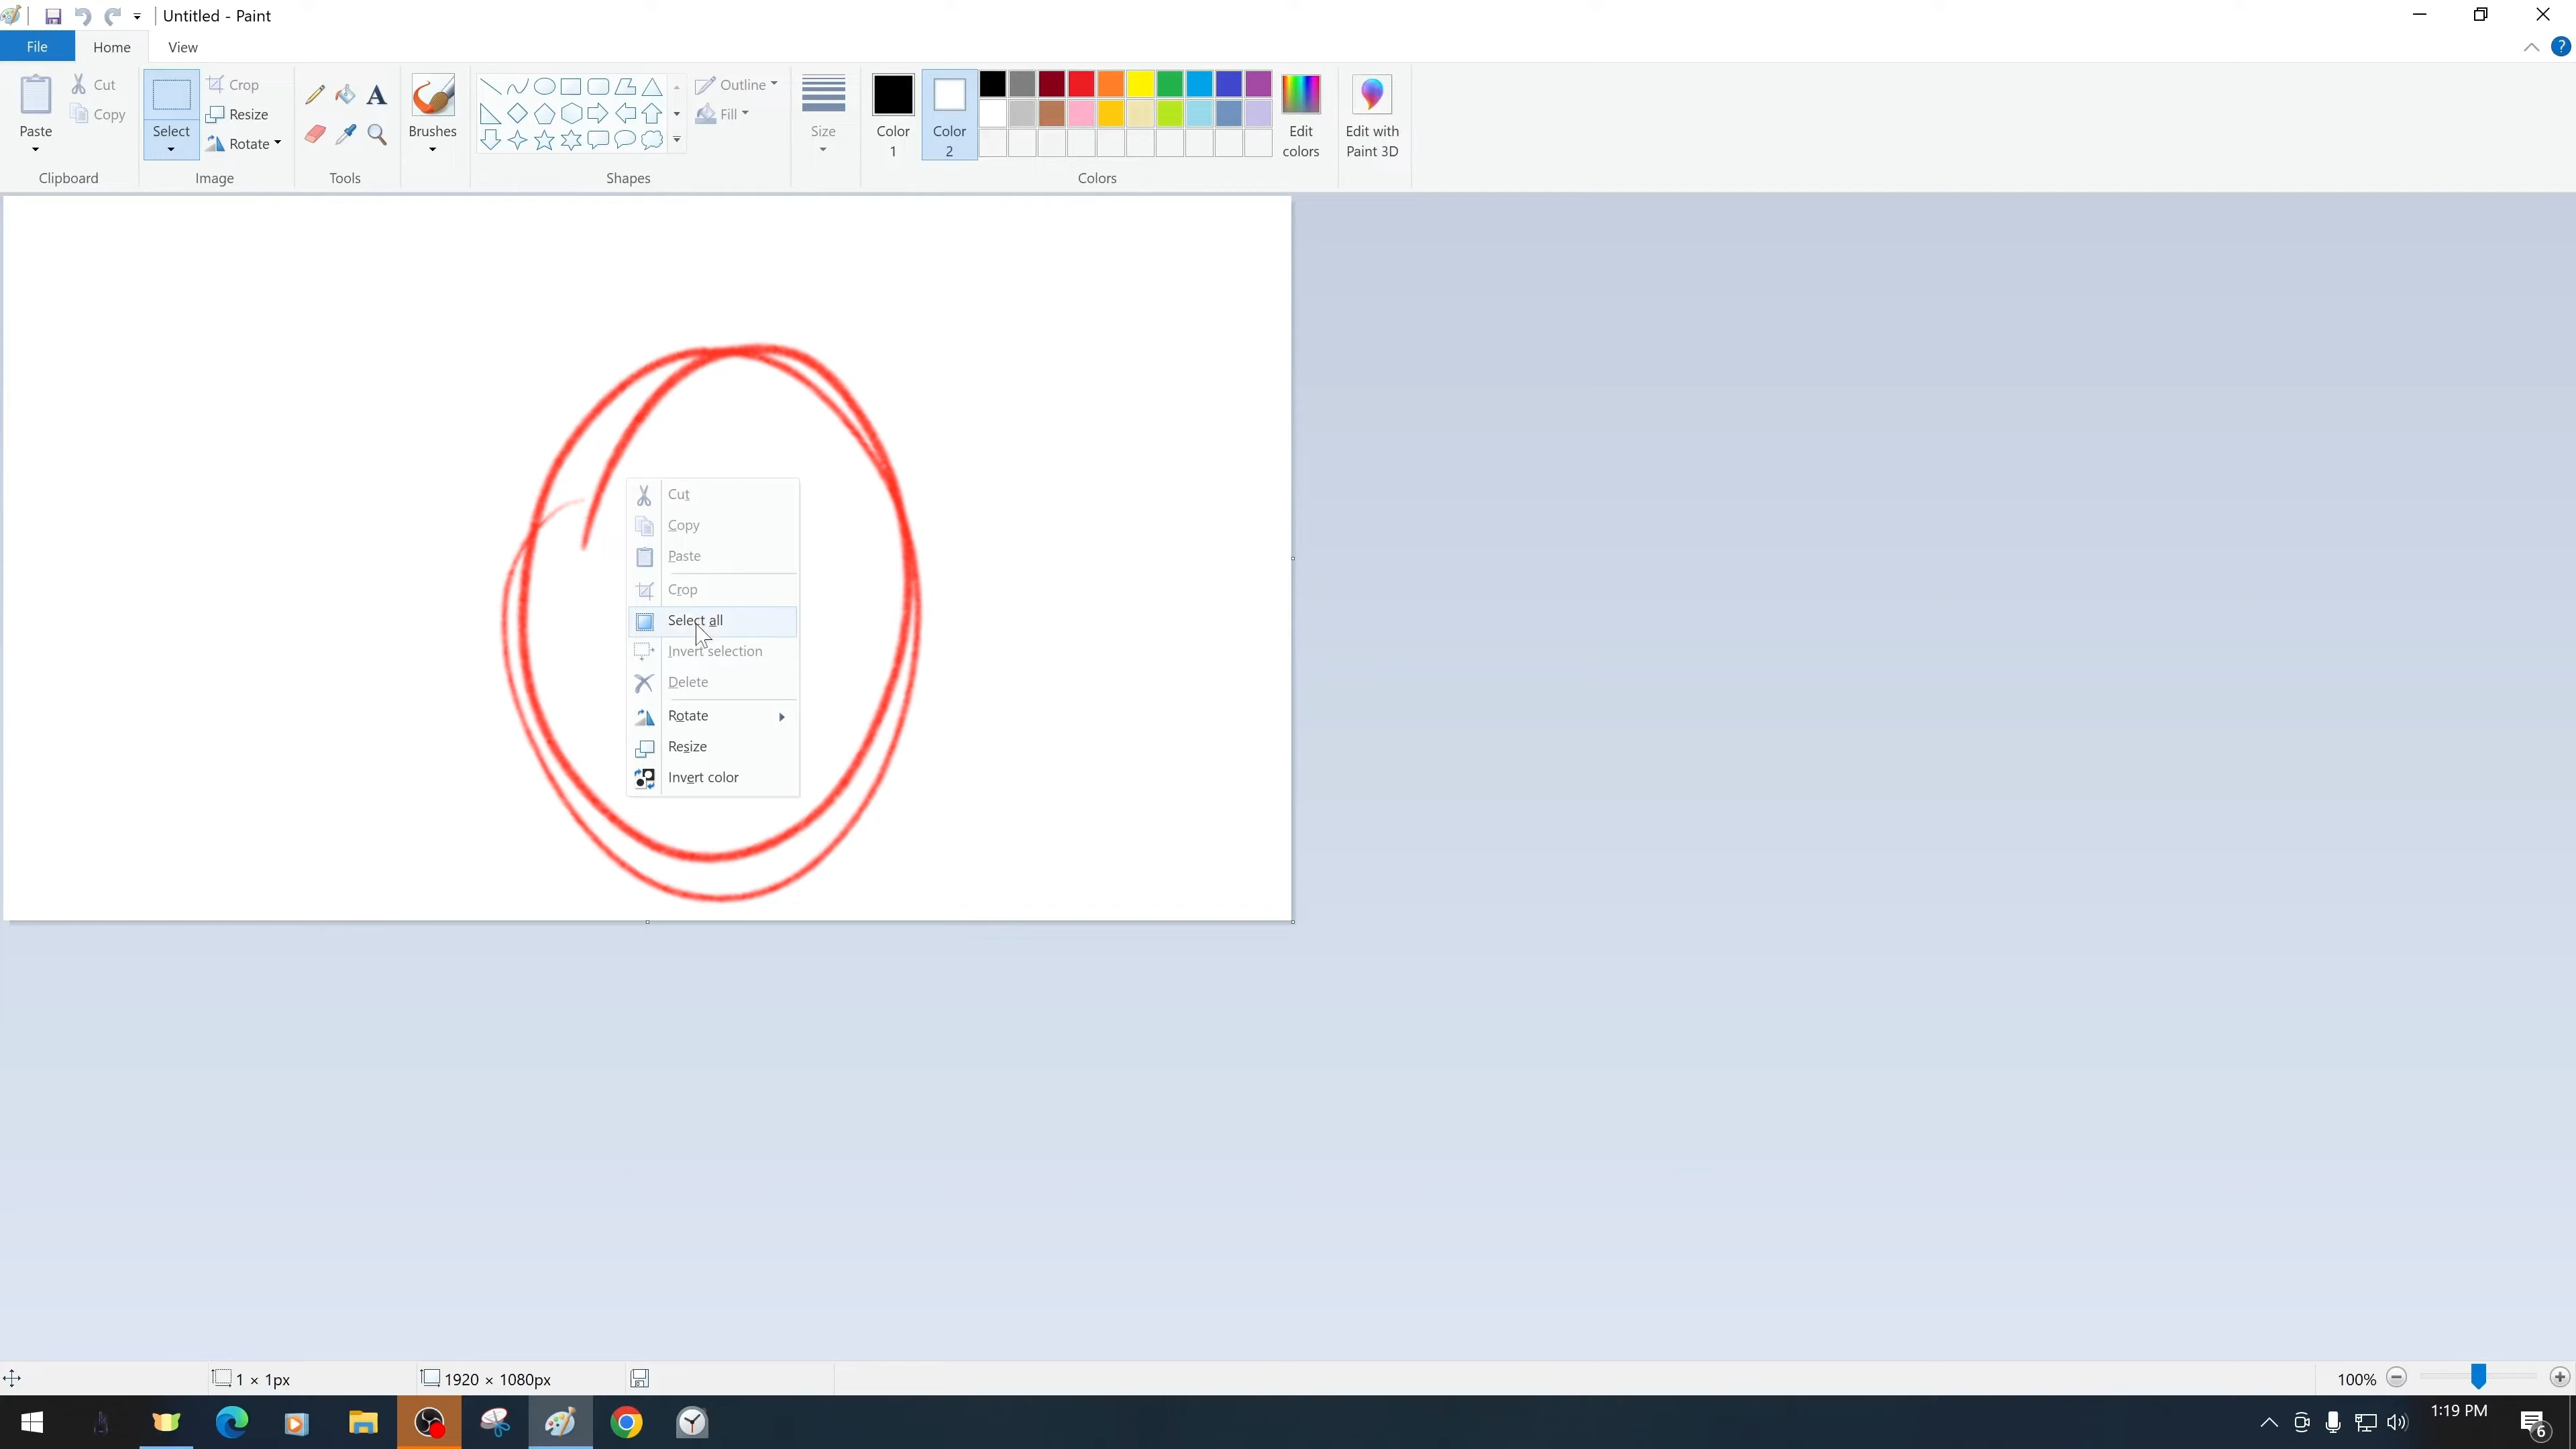 Untitled - Paint
File Home View
Paste Cut Copy Clipboard
Select Crop Resize Rotate Image
A
Tools
Brushes
Shapes
Outline
Fill
Size
Color 1
Color 2
Colors
Edit colors
Edit with Paint 3D
?
Cut
Copy
Paste
Crop
Select all
Invert selection
Delete
Rotate
Resize
Invert color
1 × 1px
1920 × 1080px
100%
1:19 PM
6